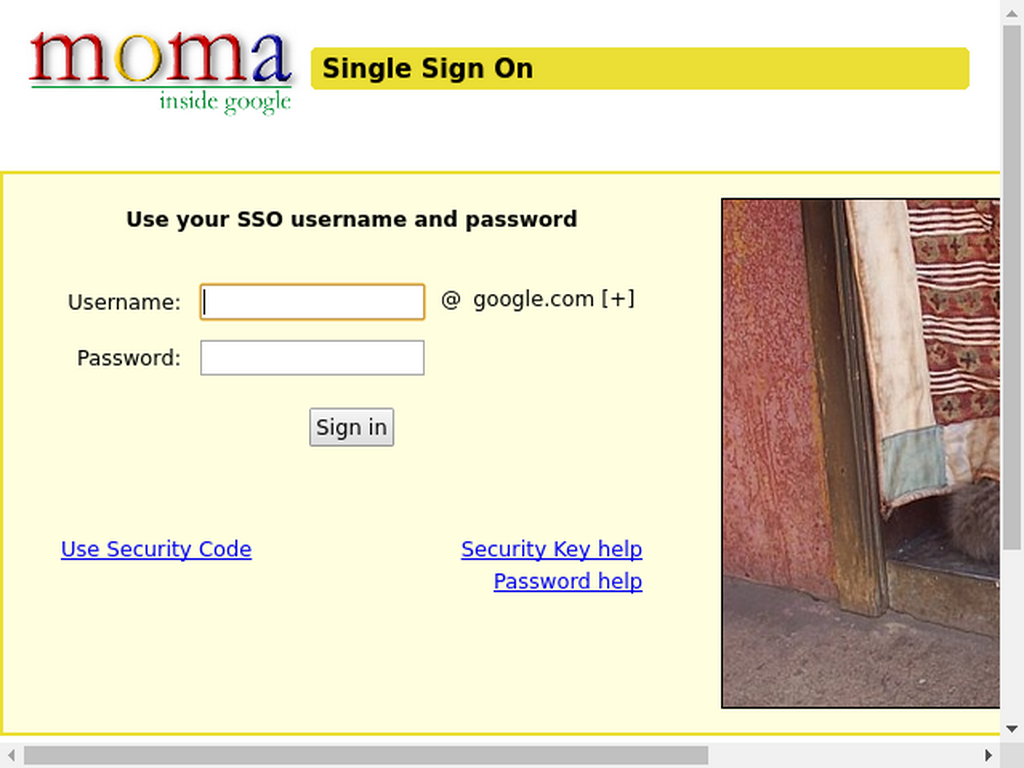 moma
inside google
Single Sign On
Use your SSO username and password
Username:
@ google.com [+]
Password:
Sign in
Use Security Code
Security Key help
Password help